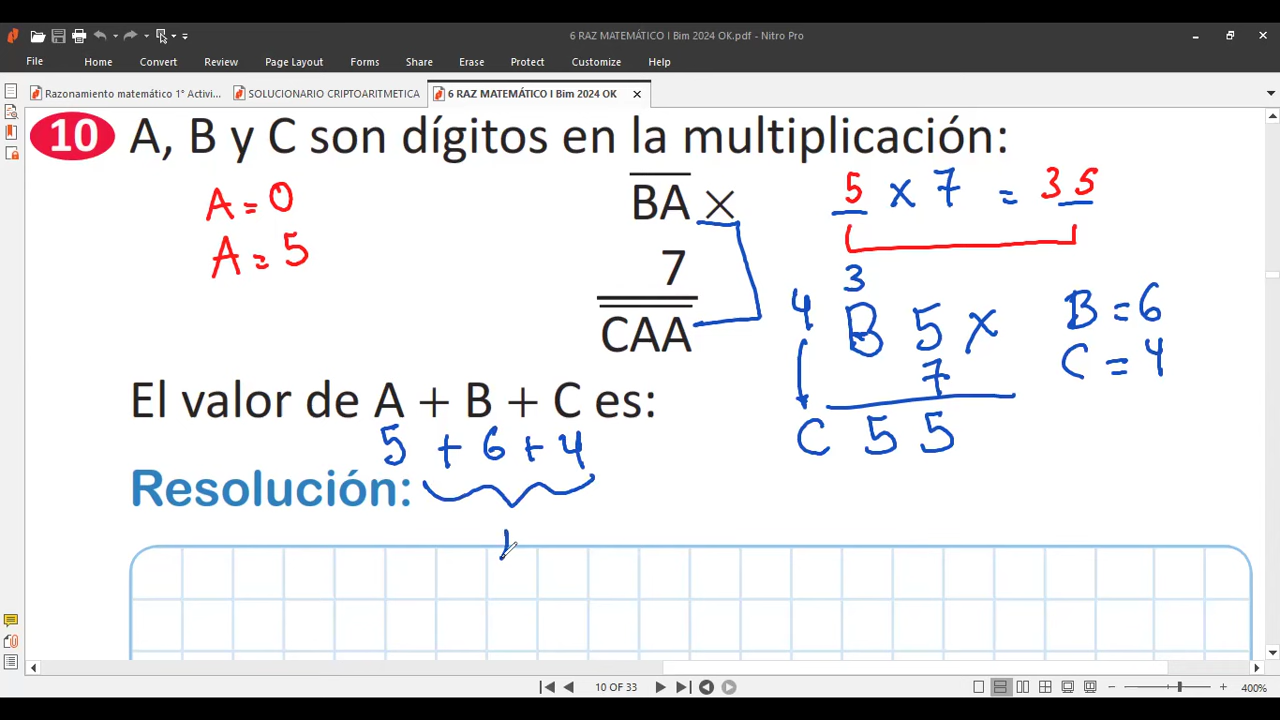 6 RAZ MATEMÁTICO I Bim 2024 OK.pdf - Nitro Pro
File Home Convert Review Page Layout Forms Share Erase Protect Customize Help
Razonamiento matemático 1° Activi... SOLUCIONARIO CRIPTOARITMETICA 6 RAZ MATEMÁTICO I Bim 2024 OK
10 A, B y C son dígitos en la multiplicación:
A = 0
A = 5
BA ×
7
CAA
5 x 7 = 35
3
4 B 5 x
7
C 5 5
B = 6
C = 4
El valor de A + B + C es:
5 + 6 + 4
Resolución:
1
10 OF 33
400%